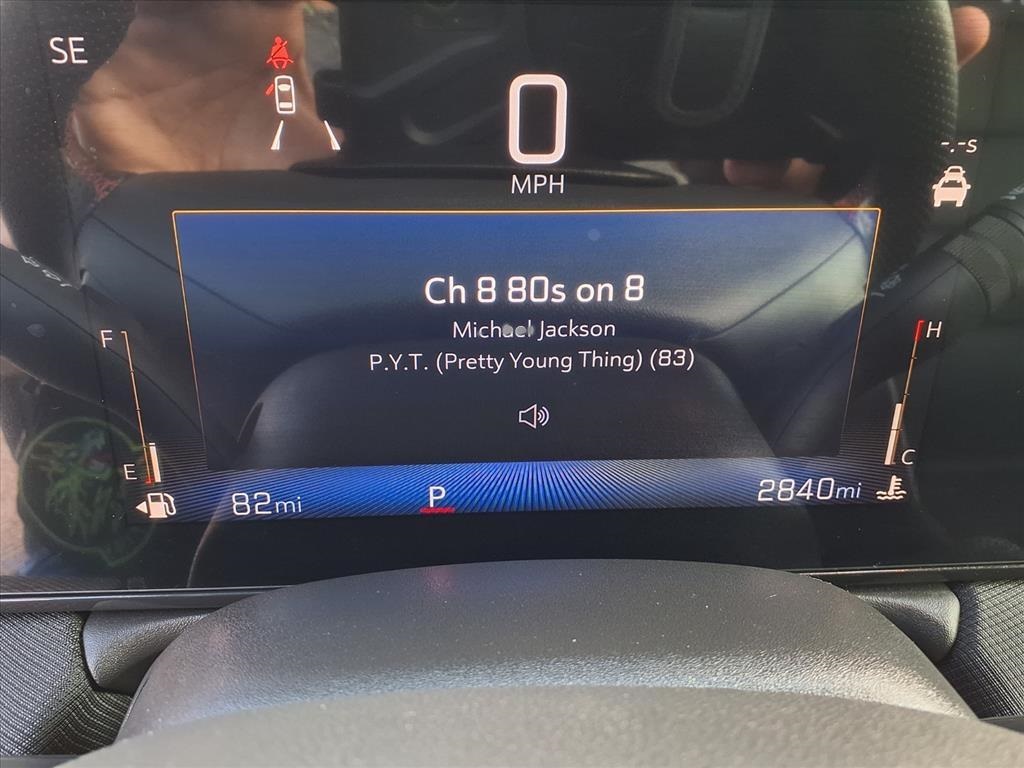 SE
-.-s
0
MPH
Ch 8 80s on 8
Michael Jackson
P.Y.T. (Pretty Young Thing) (83)
F
H
E
C
82mi
P
2840mi